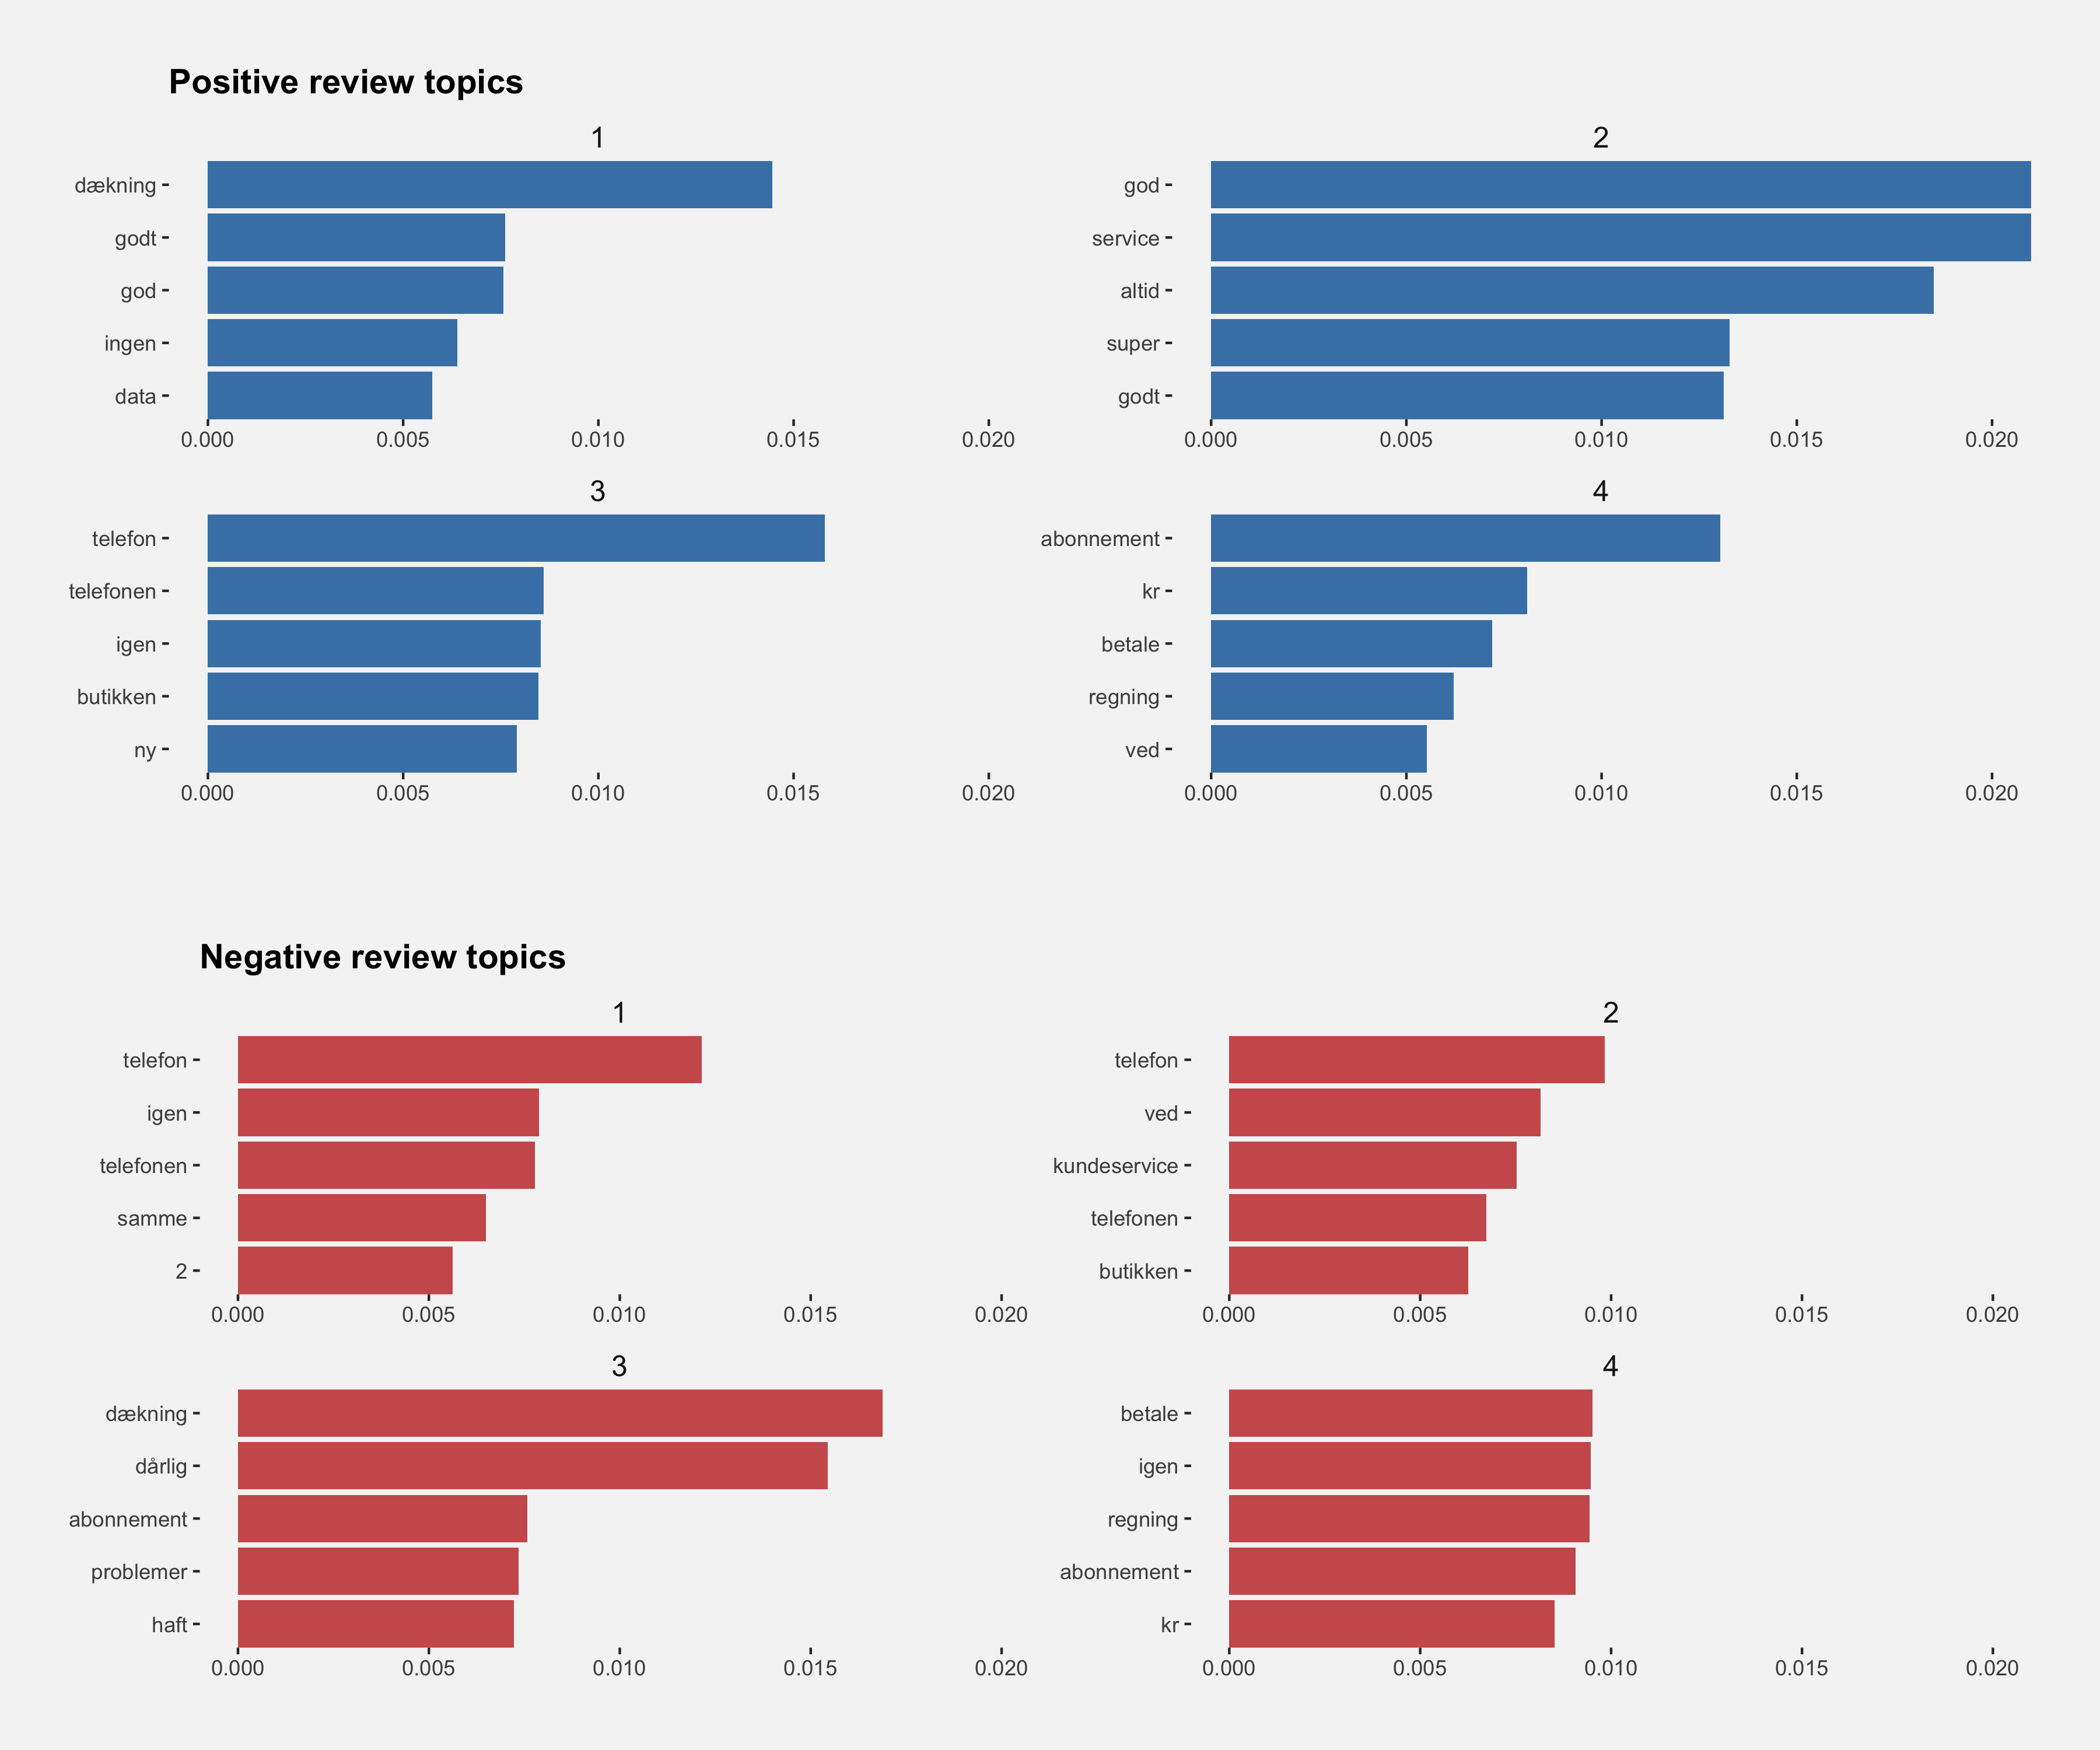 Positive review topics
1
dækning
godt
god
ingen
data
0.000 0.005 0.010 0.015 0.020
2
god
service
altid
super
godt
0.000 0.005 0.010 0.015 0.020
3
telefon
telefonen
igen
butikken
ny
0.000 0.005 0.010 0.015 0.020
4
abonnement
kr
betale
regning
ved
0.000 0.005 0.010 0.015 0.020
Negative review topics
1
telefon
igen
telefonen
samme
2
0.000 0.005 0.010 0.015 0.020
2
telefon
ved
kundeservice
telefonen
butikken
0.000 0.005 0.010 0.015 0.020
3
dækning
dårlig
abonnement
problemer
haft
0.000 0.005 0.010 0.015 0.020
4
betale
igen
regning
abonnement
kr
0.000 0.005 0.010 0.015 0.020